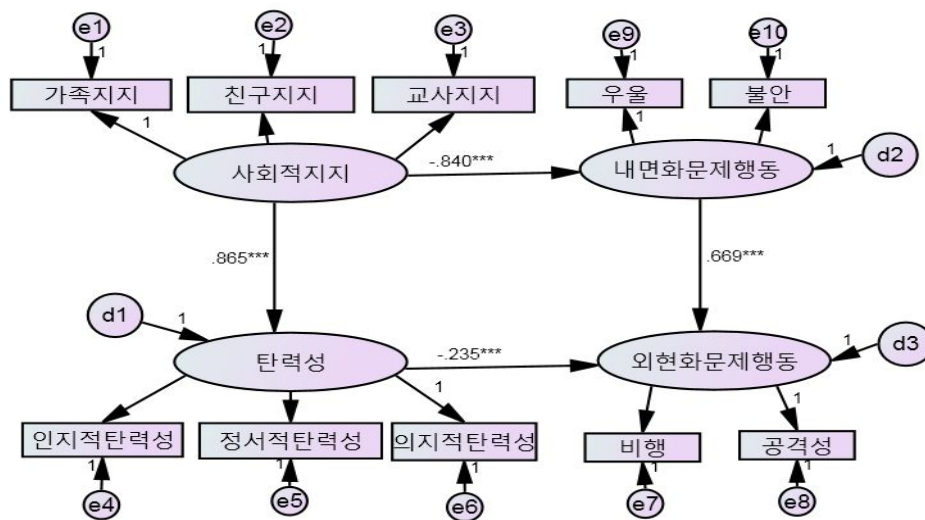 e1 e2 e3 e9 e10
1 1 1 1 1
가족지지 친구지지 교사지지 우울 불안
1 1
사회적지지 -.840*** 내면화문제행동 1 d2
.865*** .669***
d1 1 1 d3
탄력성 -.235*** 외현화문제행동
1 1
인지적탄력성 정서적탄력성 의지적탄력성 비행 공격성
1 1 1 1 1
e4 e5 e6 e7 e8